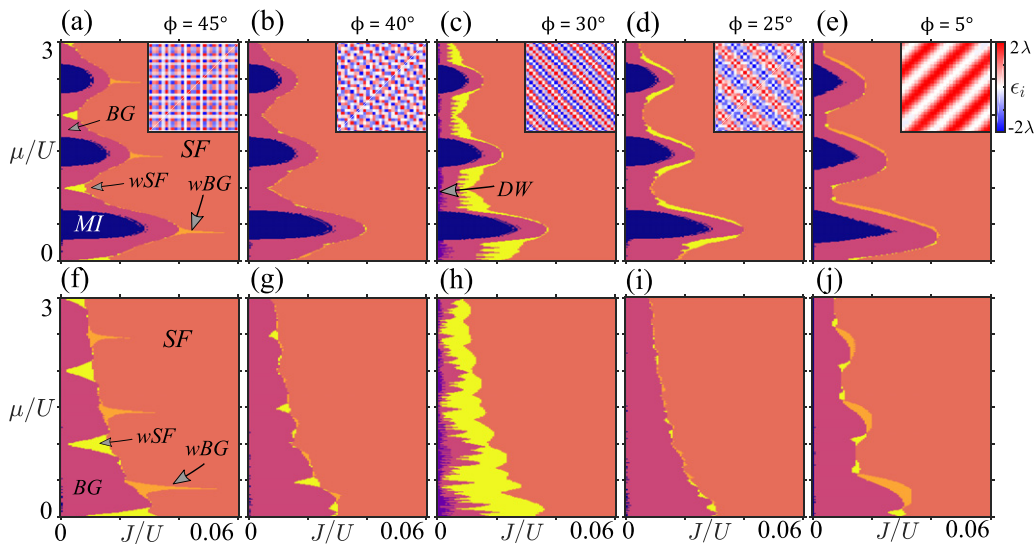 (a) ϕ = 45° (b) ϕ = 40° (c) ϕ = 30° (d) ϕ = 25° (e) ϕ = 5°
3
2λ
BG
ϵi
-2λ
μ/U
SF
wSF
wBG
DW
MI
0
(f) (g) (h) (i) (j)
3
SF
μ/U
wSF
wBG
BG
0
0 J/U 0.06 0 J/U 0.06 0 J/U 0.06 0 J/U 0.06 0 J/U 0.06